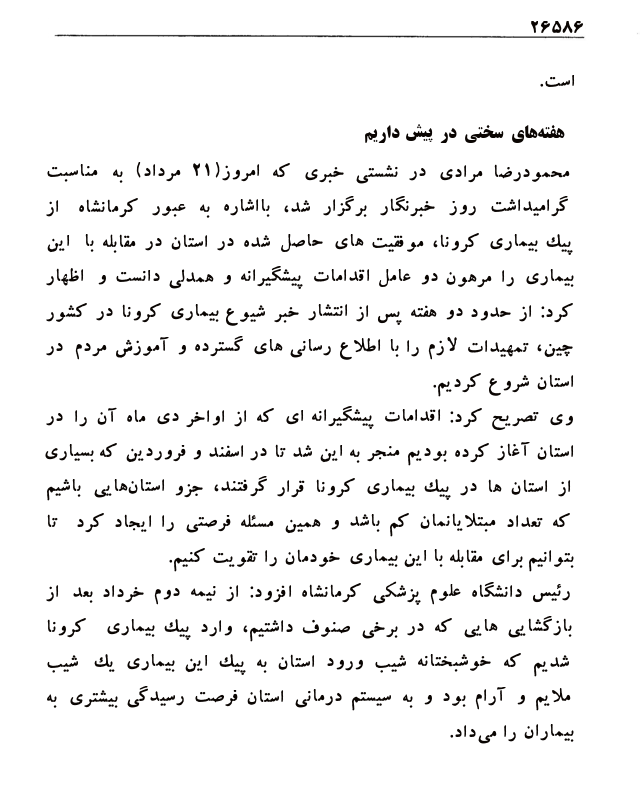 ۲۶۵۸۶
است.
هفته‌های سختی در پیش داریم
محمودرضا مرادی در نشستی خبری که امروز(۲۱ مرداد) به مناسبت
گرامیداشت روز خبرنگار برگزار شد، بااشاره به عبور کرمانشاه از
پیك بیماری کرونا، موفقیت های حاصل شده در استان در مقابله با این
بیماری را مرهون دو عامل اقدامات پیشگیرانه و همدلی دانست و اظهار
کرد: از حدود دو هفته پس از انتشار خبر شیوع بیماری کرونا در کشور
چین، تمهیدات لازم را با اطلاع رسانی های گسترده و آموزش مردم در
استان شروع کردیم.
وی تصریح کرد: اقدامات پیشگیرانه ای که از اواخر دی ماه آن را در
استان آغاز کرده بودیم منجر به این شد تا در اسفند و فروردین که بسیاری
از استان ها در پیك بیماری کرونا قرار گرفتند، جزو استان‌هایی باشیم
که تعداد مبتلایانمان کم باشد و همین مسئله فرصتی را ایجاد کرد تا
بتوانیم برای مقابله با این بیماری خودمان را تقویت کنیم.
رئیس دانشگاه علوم پزشکی کرمانشاه افزود: از نیمه دوم خرداد بعد از
بازگشایی هایی که در برخی صنوف داشتیم، وارد پیك بیماری کرونا
شدیم که خوشبختانه شیب ورود استان به پیك این بیماری یك شیب
ملایم و آرام بود و به سیستم درمانی استان فرصت رسیدگی بیشتری به
بیماران را می‌داد.